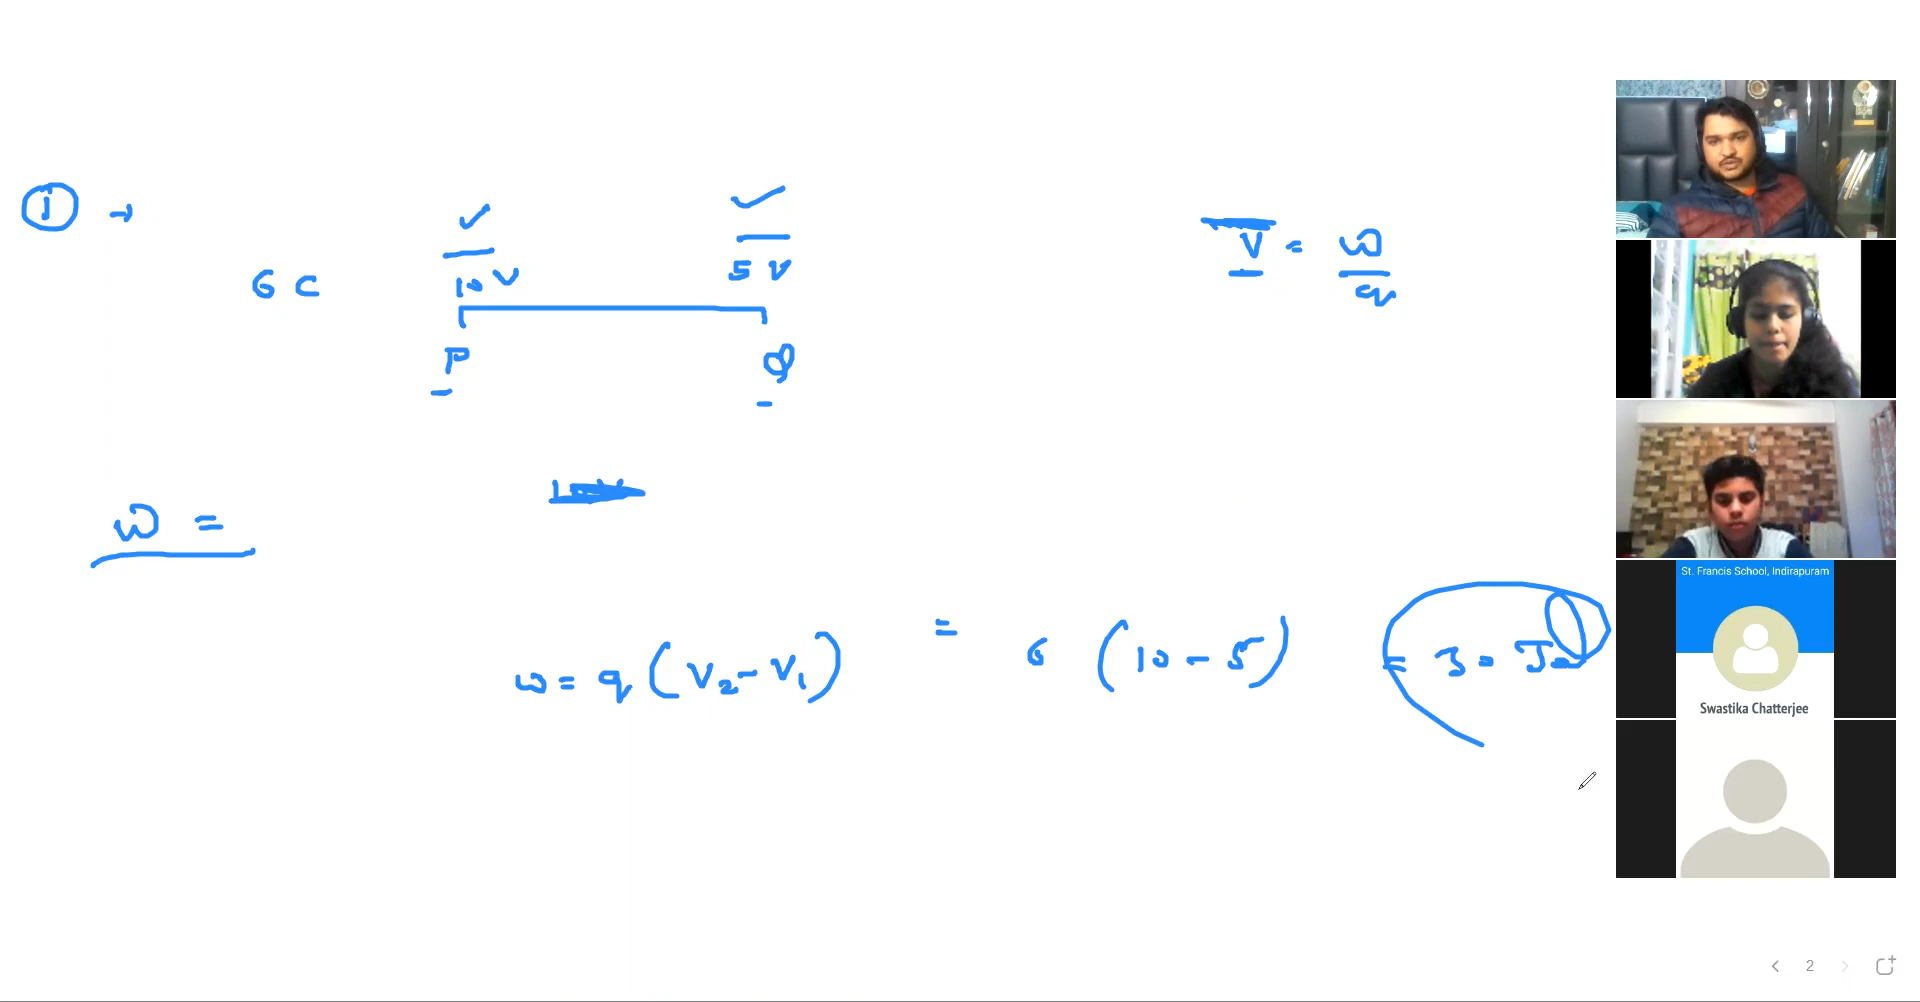 ① →
6 C
10 V
5 V
P
Q
V = W
q
W =
w = q (V₂ - V₁)
= 6 (10 - 5) = 30 J
St. Francis School, Indirapuram
Swastika Chatterjee
2